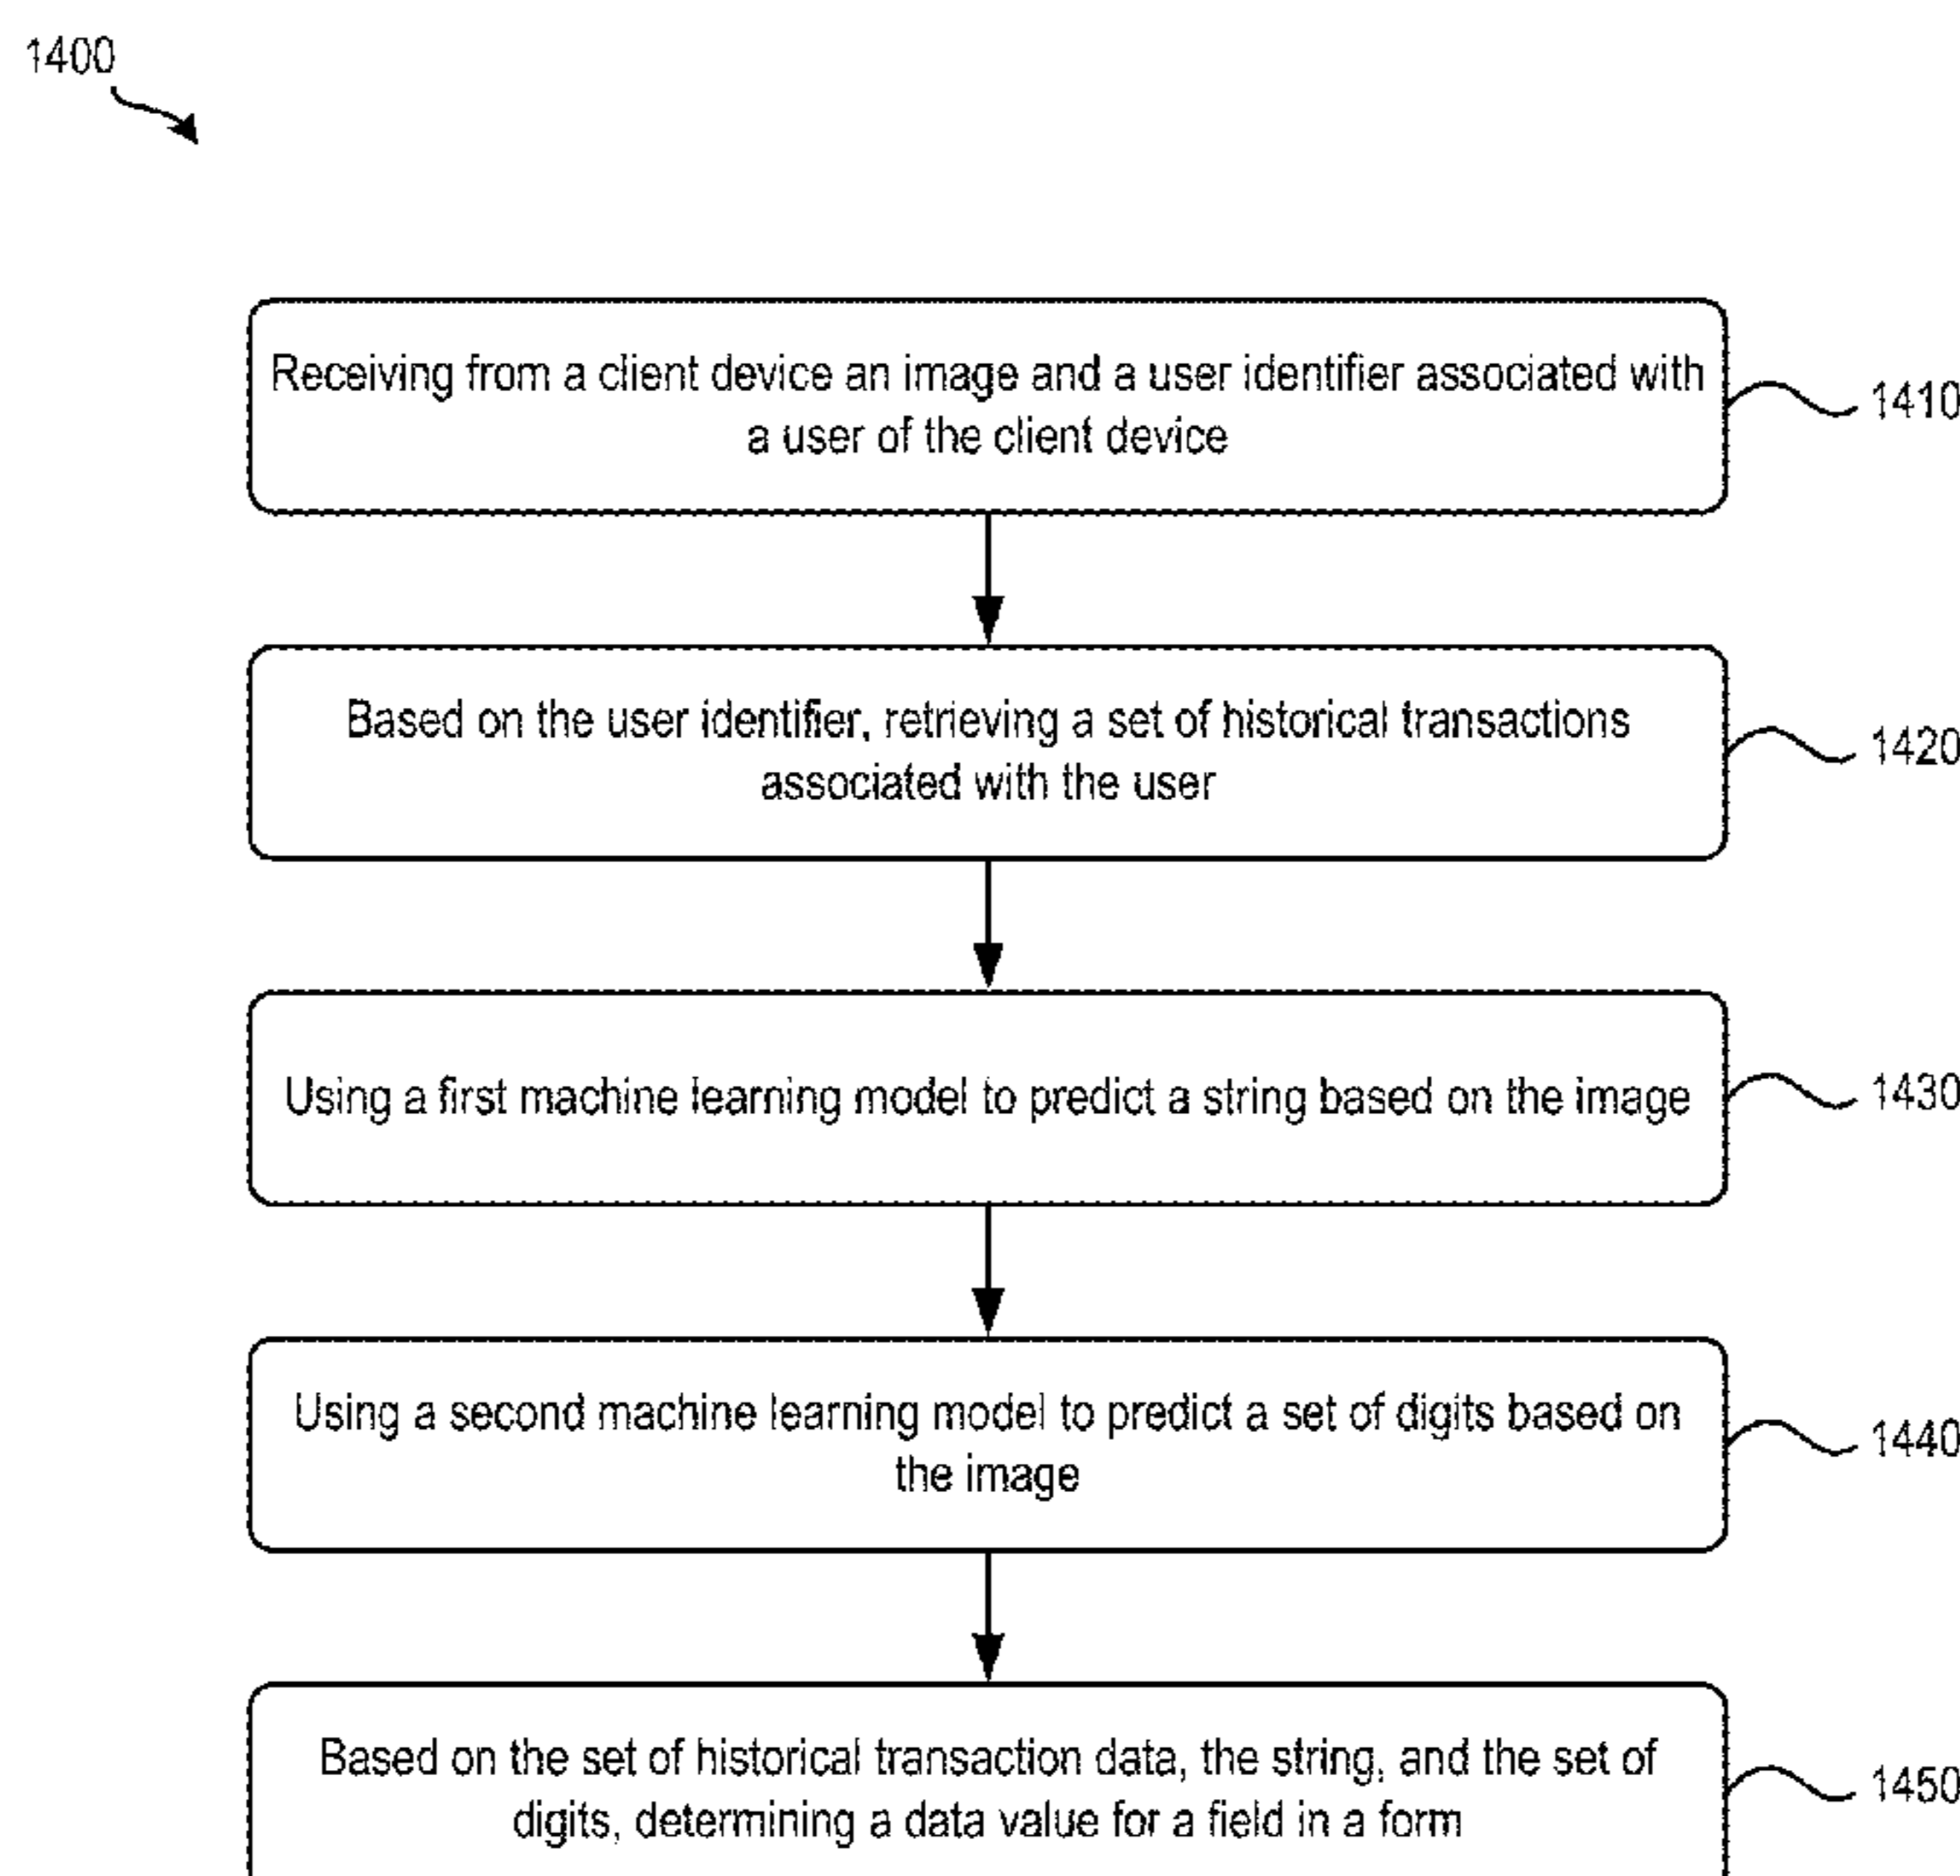 1400
Receiving from a client device an image and a user identifier associated with
a user of the client device
1410
Based on the user identifier, retrieving a set of historical transactions
associated with the user
1420
Using a first machine learning model to predict a string based on the image
1430
Using a second machine learning model to predict a set of digits based on
the image
1440
Based on the set of historical transaction data, the string, and the set of
digits, determining a data value for a field in a form
1450